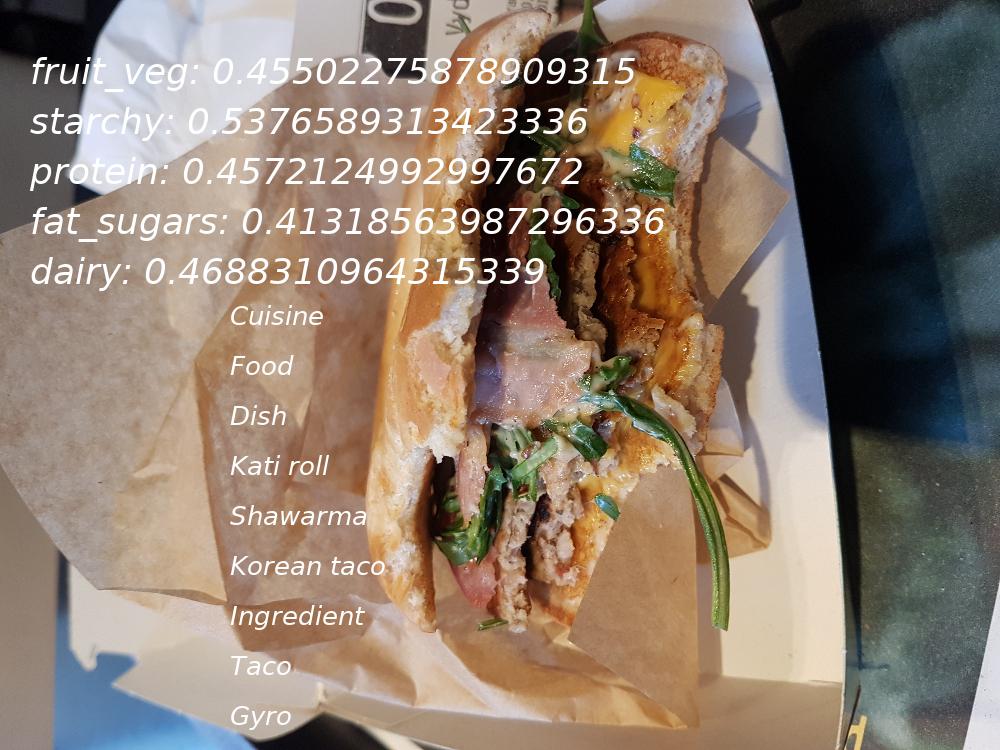 fruit_veg: 0.45502275878909315
starchy: 0.5376589313423336
protein: 0.4572124992997672
fat_sugars: 0.41318563987296336
dairy: 0.4688310964315339
Cuisine
Food
Dish
Kati roll
Shawarma
Korean taco
Ingredient
Taco
Gyro